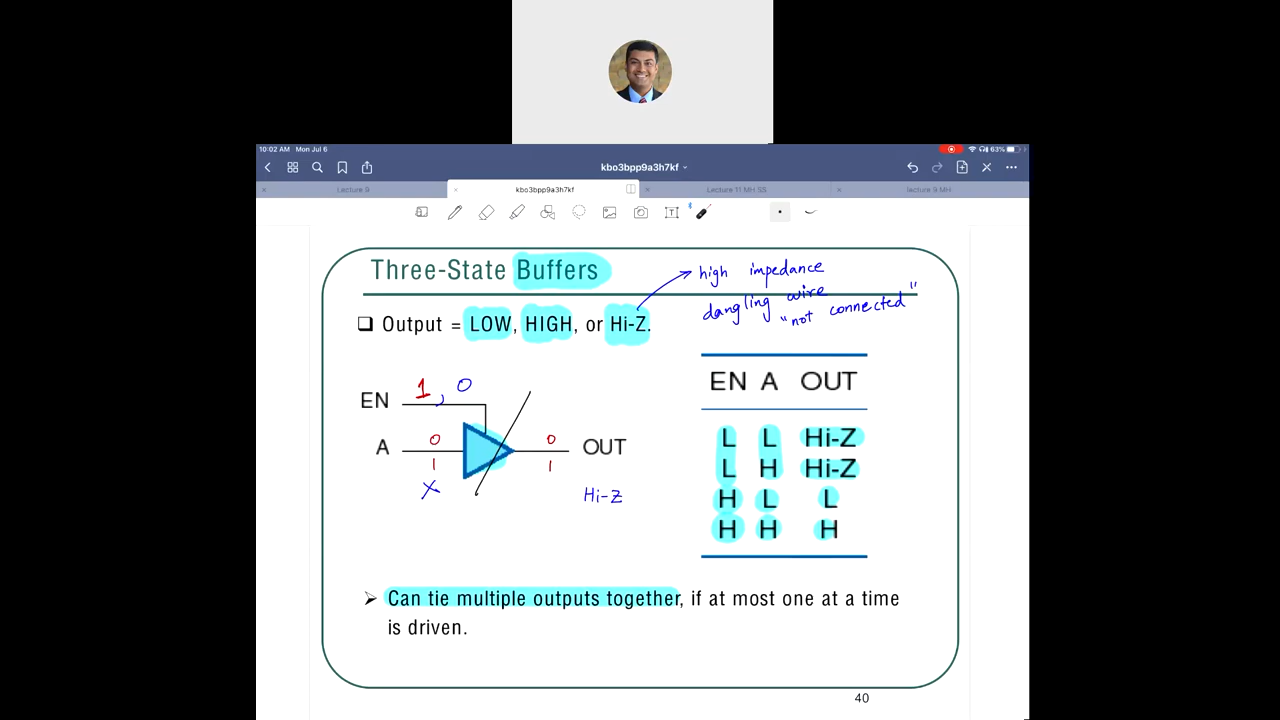 10:02 AM Mon Jul 6
63%
kbo3bpp9a3h7kf
Lecture 9
kbo3bpp9a3h7kf
Lecture 11 MH SS
lecture 9 MH
Three-State Buffers
high impedance
dangling wire
"not connected"
❑ Output = LOW, HIGH, or Hi-Z.
EN A OUT
EN 1, 0
A 0 0 OUT
1 1
X Hi-Z
L L Hi-Z
L H Hi-Z
H L L
H H H
➢ Can tie multiple outputs together, if at most one at a time
is driven.
40